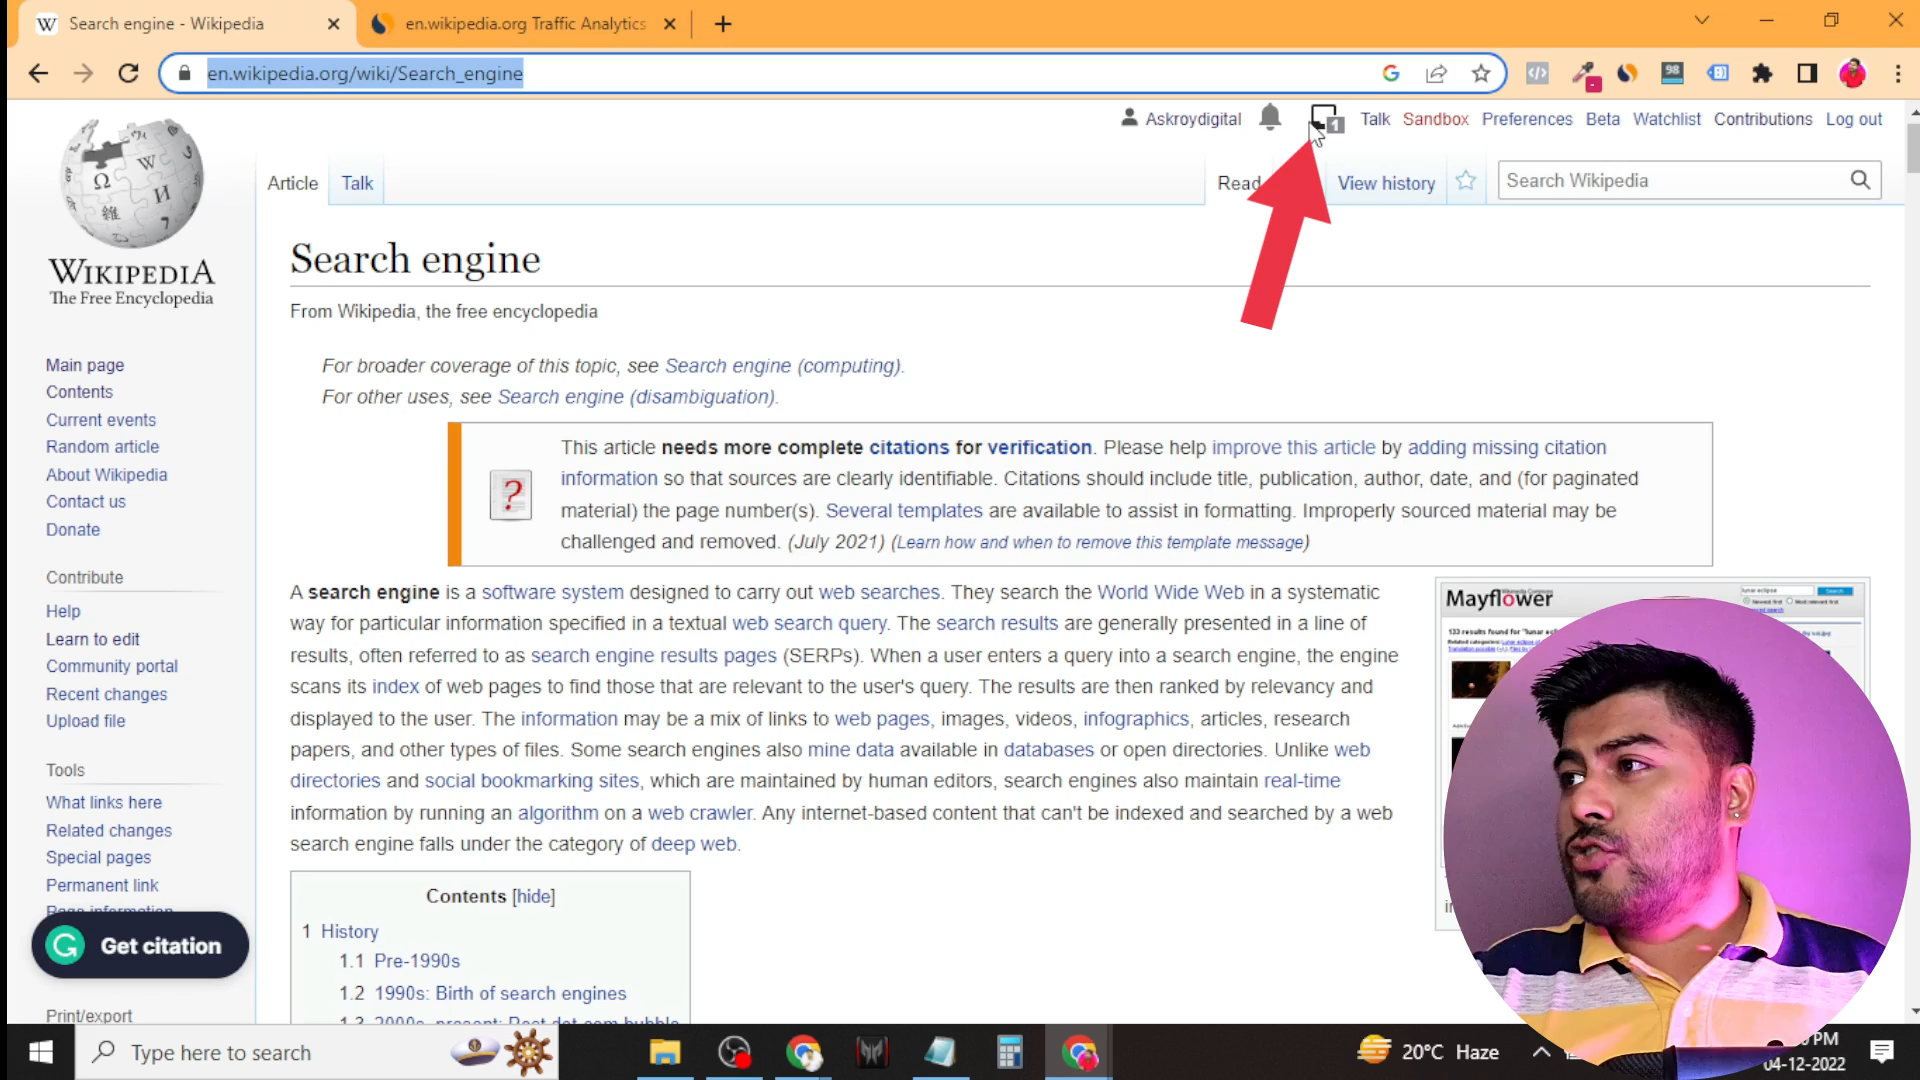 Search engine - Wikipedia
en.wikipedia.org Traffic Analytics
en.wikipedia.org/wiki/Search_engine
98
Askroydigital 1 Talk Sandbox Preferences Beta Watchlist Contributions Log out
Article Talk Read View history Search Wikipedia
WIKIPEDIA
The Free Encyclopedia
Main page
Contents
Current events
Random article
About Wikipedia
Contact us
Donate
Contribute
Help
Learn to edit
Community portal
Recent changes
Upload file
Tools
What links here
Related changes
Special pages
Permanent link
Page information
Get citation
Print/export
Search engine
From Wikipedia, the free encyclopedia
For broader coverage of this topic, see Search engine (computing).
For other uses, see Search engine (disambiguation).
This article needs more complete citations for verification. Please help improve this article by adding missing citation
information so that sources are clearly identifiable. Citations should include title, publication, author, date, and (for paginated
material) the page number(s). Several templates are available to assist in formatting. Improperly sourced material may be
challenged and removed. (July 2021) (Learn how and when to remove this template message)
A search engine is a software system designed to carry out web searches. They search the World Wide Web in a systematic
way for particular information specified in a textual web search query. The search results are generally presented in a line of
results, often referred to as search engine results pages (SERPs). When a user enters a query into a search engine, the engine
scans its index of web pages to find those that are relevant to the user's query. The results are then ranked by relevancy and
displayed to the user. The information may be a mix of links to web pages, images, videos, infographics, articles, research
papers, and other types of files. Some search engines also mine data available in databases or open directories. Unlike web
directories and social bookmarking sites, which are maintained by human editors, search engines also maintain real-time
information by running an algorithm on a web crawler. Any internet-based content that can't be indexed and searched by a web
search engine falls under the category of deep web.
Mayflower
lunar eclipse
Search
133 results found for "lunar
Contents [hide]
1 History
1.1 Pre-1990s
1.2 1990s: Birth of search engines
1.3 2000s-present: Post dot-com bubble
Type here to search
20°C Haze
PM
04-12-2022